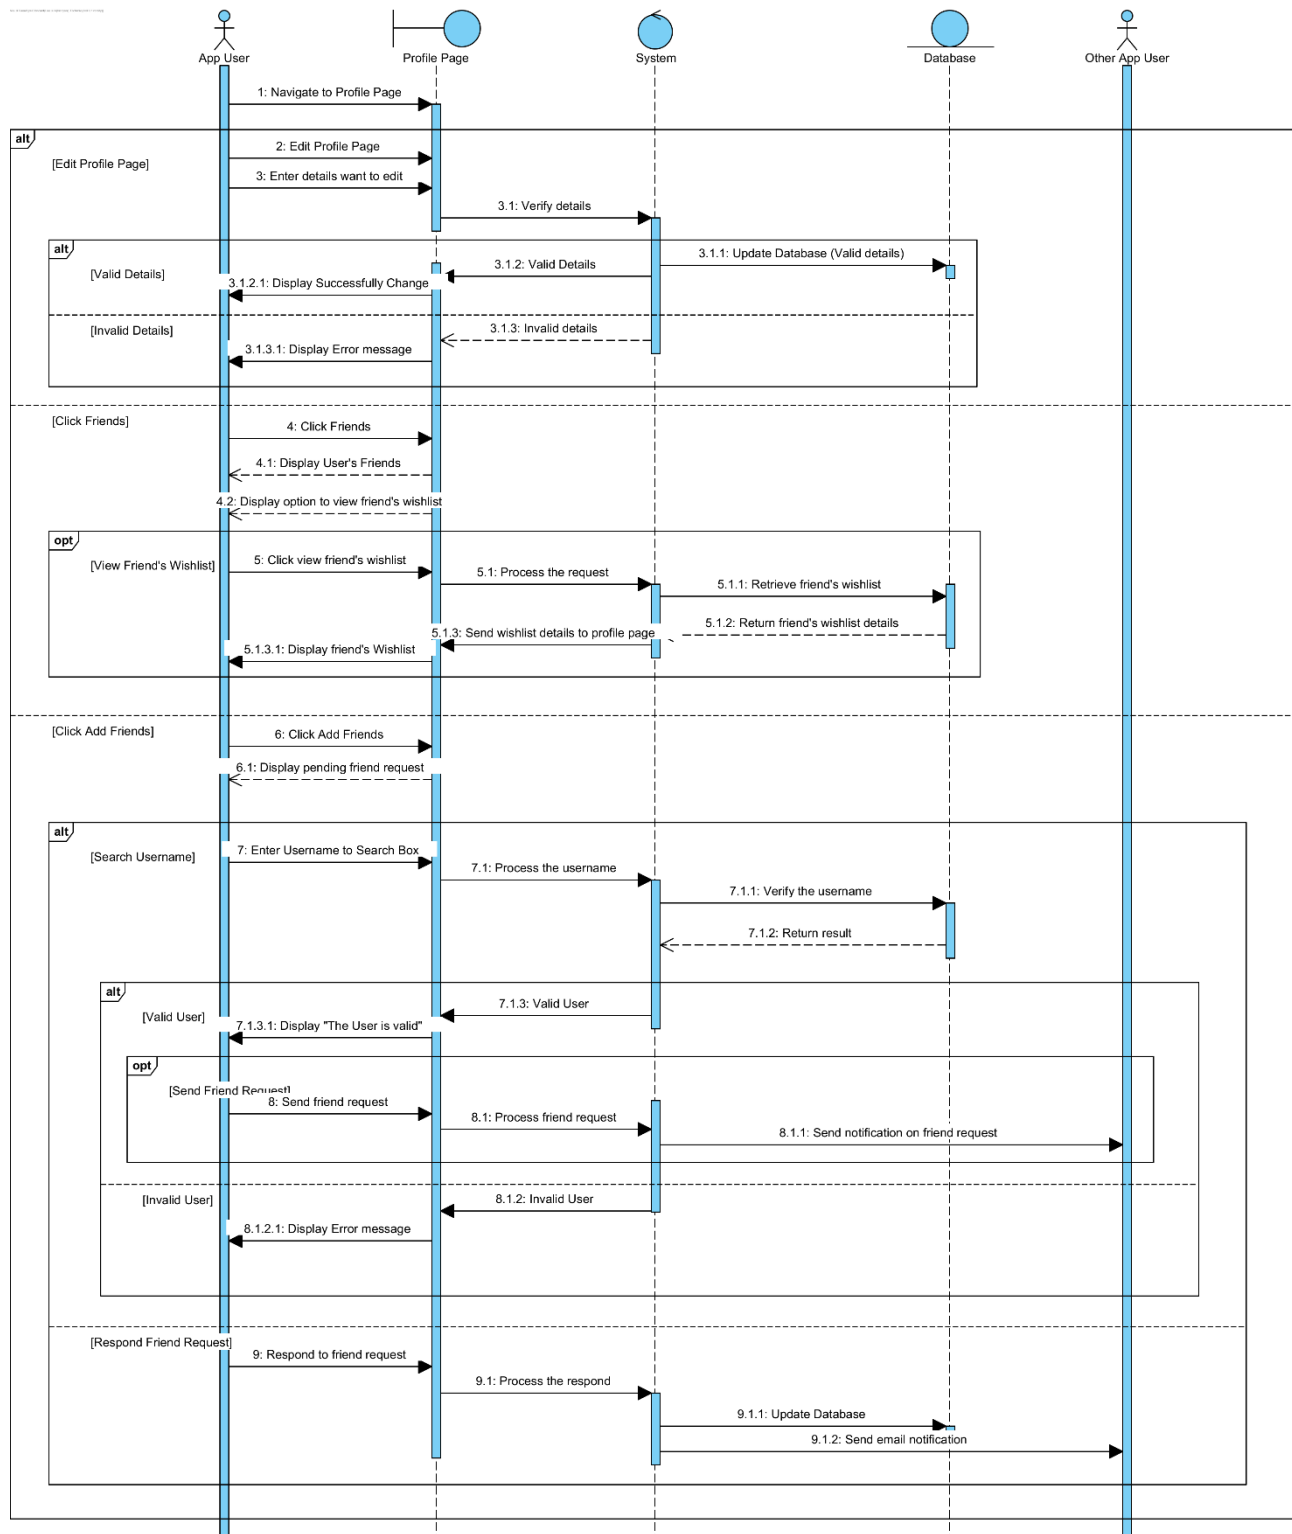 App User
Profile Page
System
Database
Other App User
1: Navigate to Profile Page
alt
[Edit Profile Page]
2: Edit Profile Page
3: Enter details want to edit
3.1: Verify details
alt
[Valid Details]
3.1.1: Update Database (Valid details)
3.1.2: Valid Details
3.1.2.1: Display Successfully Change
[Invalid Details]
3.1.3: Invalid details
3.1.3.1: Display Error message
[Click Friends]
4: Click Friends
4.1: Display User's Friends
4.2: Display option to view friend's wishlist
opt
[View Friend's Wishlist]
5: Click view friend's wishlist
5.1: Process the request
5.1.1: Retrieve friend's wishlist
5.1.2: Return friend's wishlist details
5.1.3: Send wishlist details to profile page
5.1.3.1: Display friend's Wishlist
[Click Add Friends]
6: Click Add Friends
6.1: Display pending friend request
alt
[Search Username]
7: Enter Username to Search Box
7.1: Process the username
7.1.1: Verify the username
7.1.2: Return result
alt
[Valid User]
7.1.3: Valid User
7.1.3.1: Display "The User is valid"
opt
[Send Friend Request]
8: Send friend request
8.1: Process friend request
8.1.1: Send notification on friend request
[Invalid User]
8.1.2: Invalid User
8.1.2.1: Display Error message
[Respond Friend Request]
9: Respond to friend request
9.1: Process the respond
9.1.1: Update Database
9.1.2: Send email notification